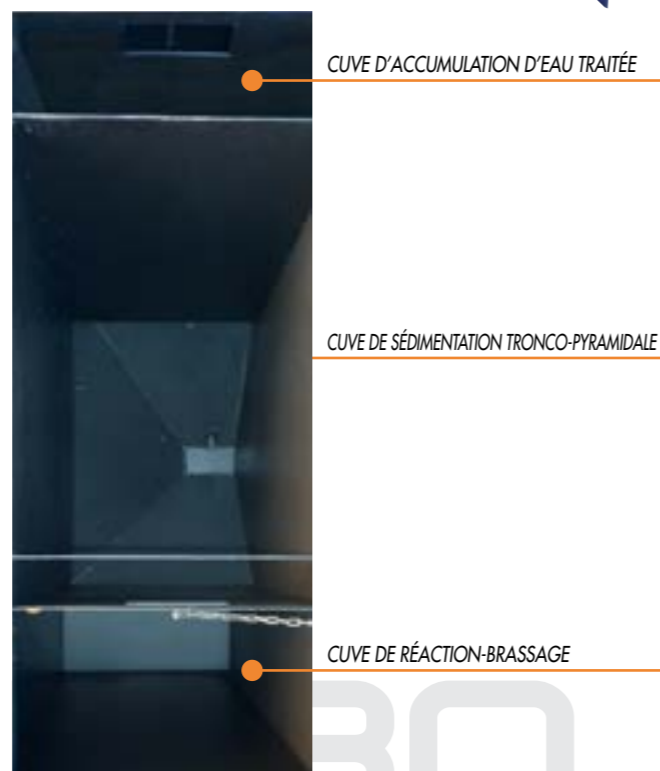 CUVE D'ACCUMULATION D'EAU TRAITÉE
CUVE DE SÉDIMENTATION TRONCO-PYRAMIDALE
CUVE DE RÉACTION-BRASSAGE